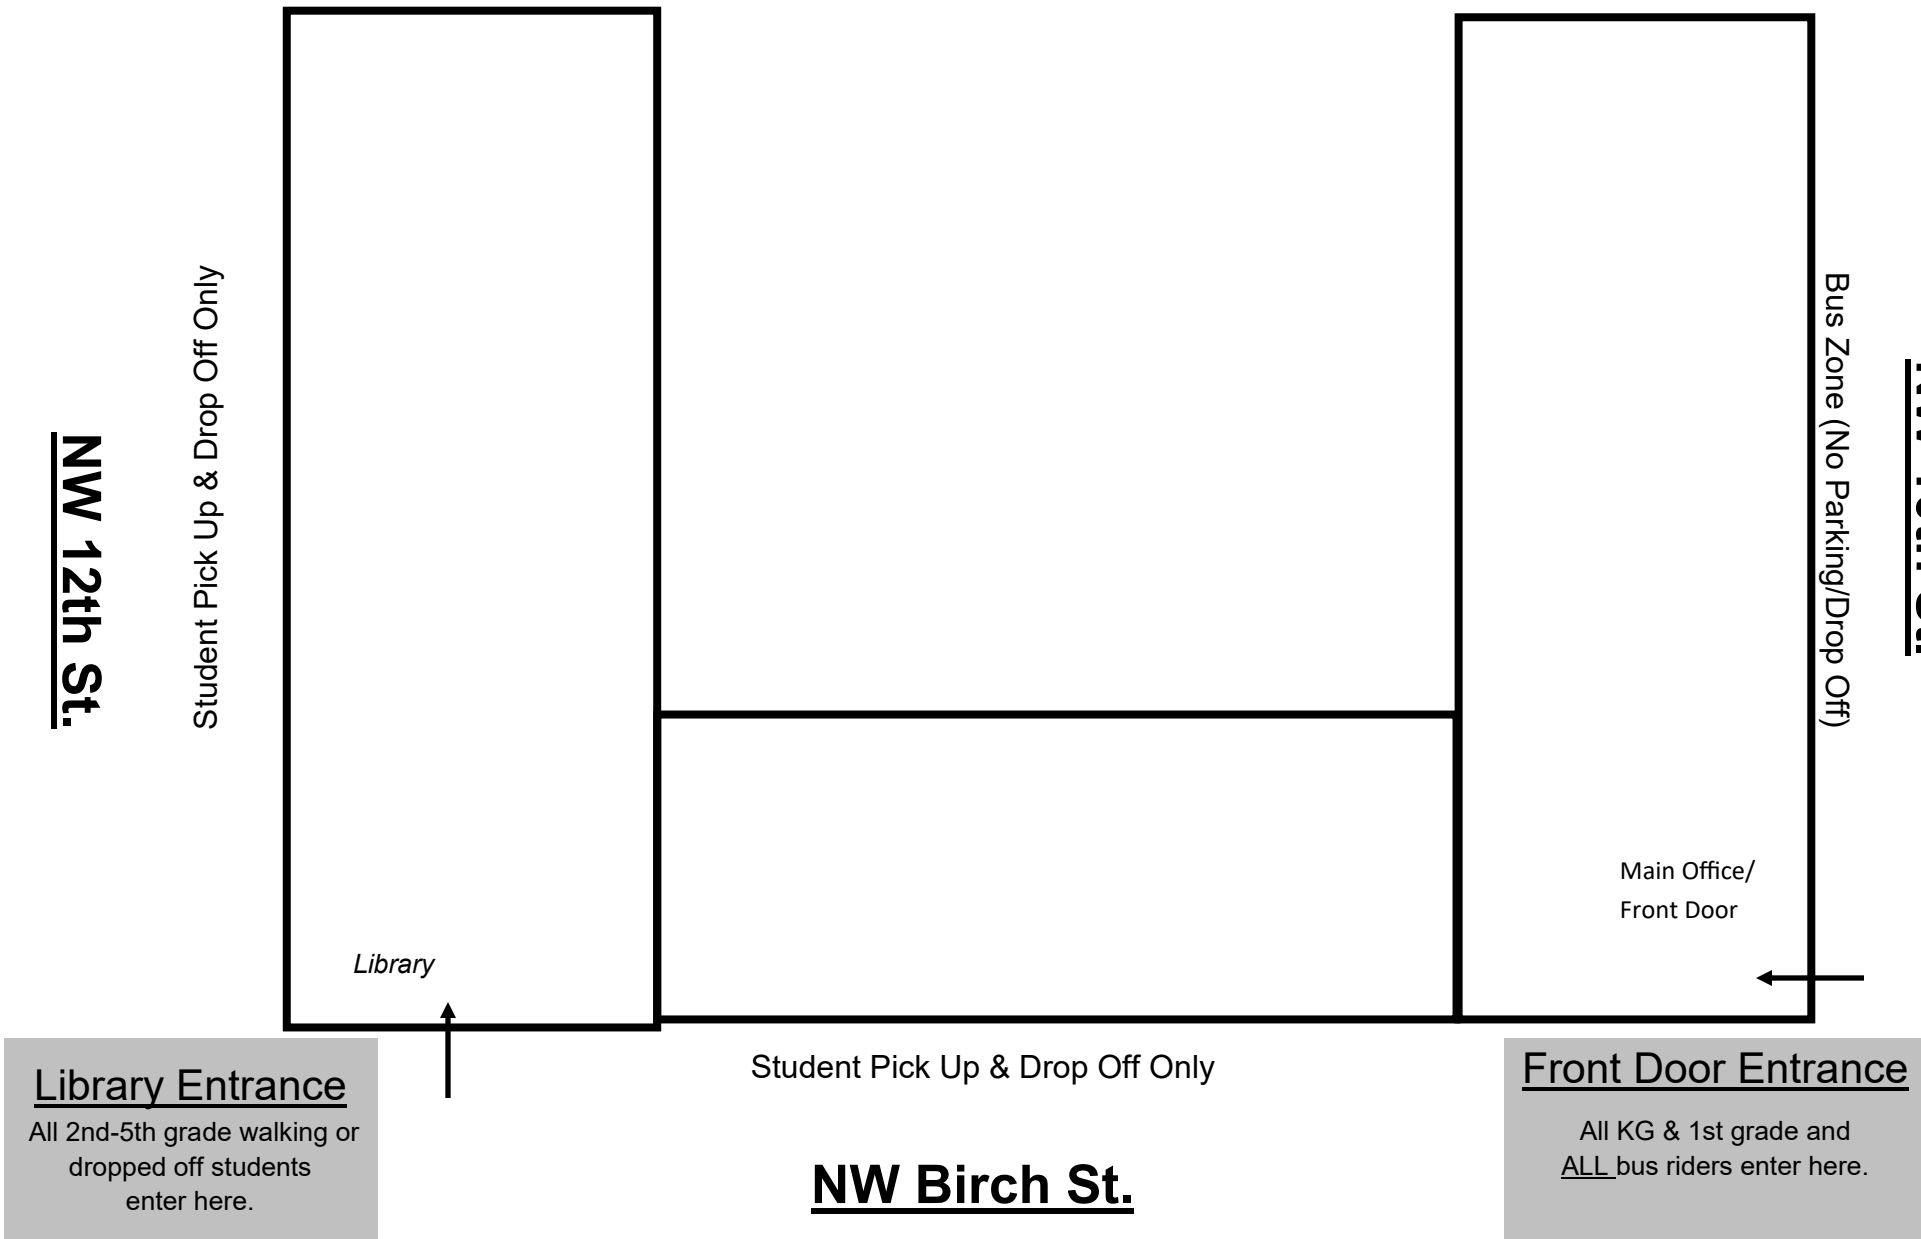 Student Pick Up & Drop Off Only
NW 12th St.
Bus Zone (No Parking/Drop Off)
Main Office/
Front Door
Library
Library Entrance
All 2nd-5th grade walking or
dropped off students
enter here.
Student Pick Up & Drop Off Only
NW Birch St.
Front Door Entrance
All KG & 1st grade and
ALL bus riders enter here.